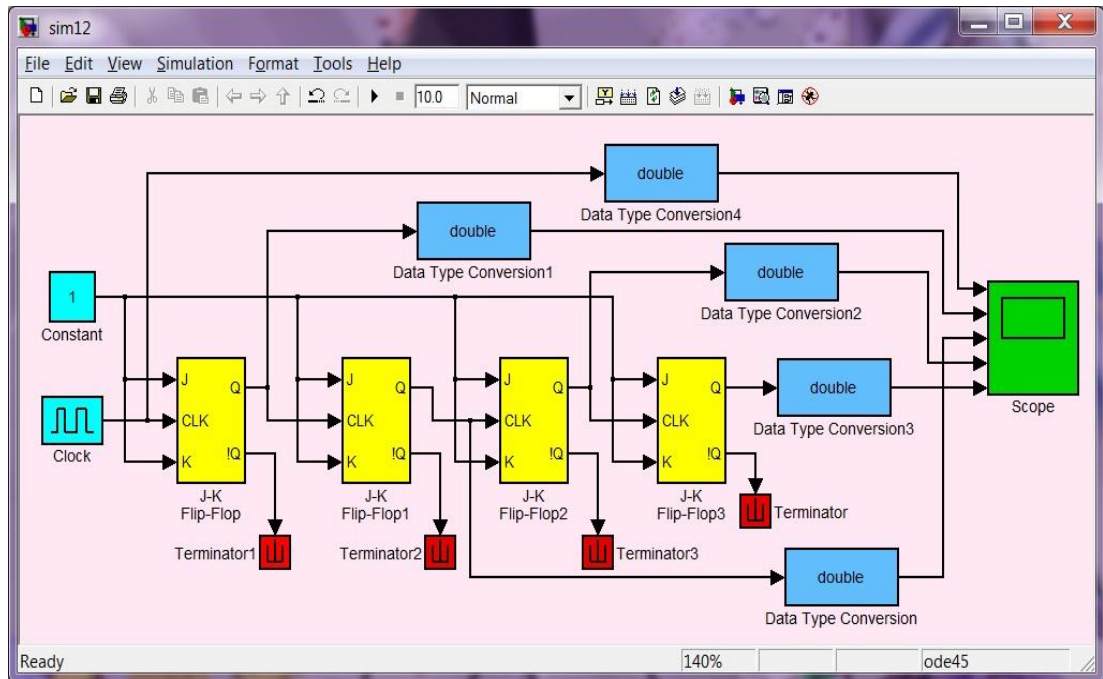 sim12
File Edit View Simulation Format Tools Help
10.0 Normal
double
Data Type Conversion4
double
Data Type Conversion1
double
Data Type Conversion2
1
Constant
Clock
J
CLK
K
Q
!Q
J-K
Flip-Flop
J
CLK
K
Q
!Q
J-K
Flip-Flop1
J
CLK
K
Q
!Q
J-K
Flip-Flop2
J
CLK
K
Q
!Q
J-K
Flip-Flop3
double
Data Type Conversion3
Scope
Terminator
Terminator1
Terminator2
Terminator3
double
Data Type Conversion
Ready 140% ode45